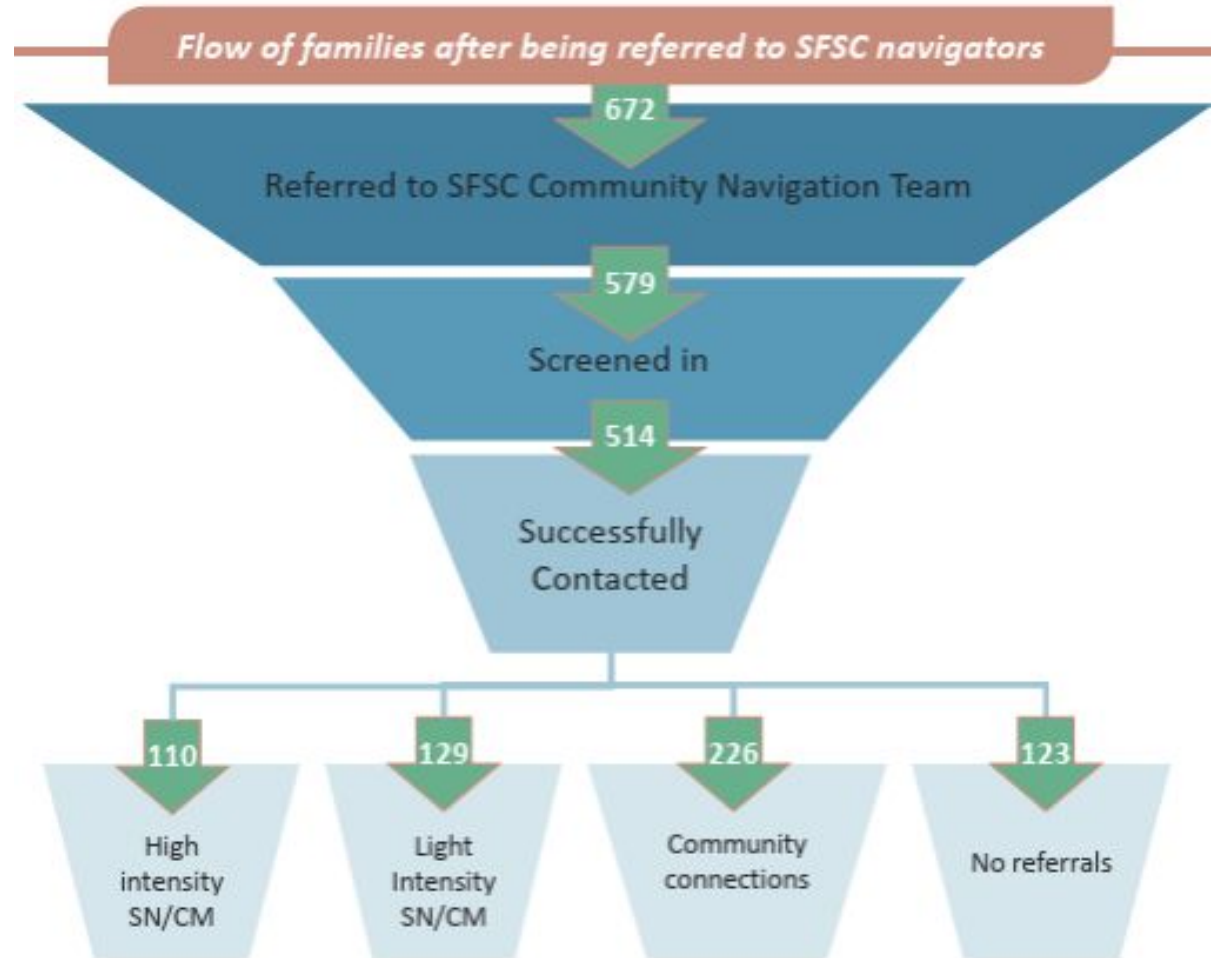 Flow of families after being referred to SFSC navigators
672
Referred to SFSC Community Navigation Team
579
Screened in
514
Successfully
Contacted
110
High
intensity
SN/CM
129
Light
Intensity
SN/CM
226
Community
connections
123
No referrals